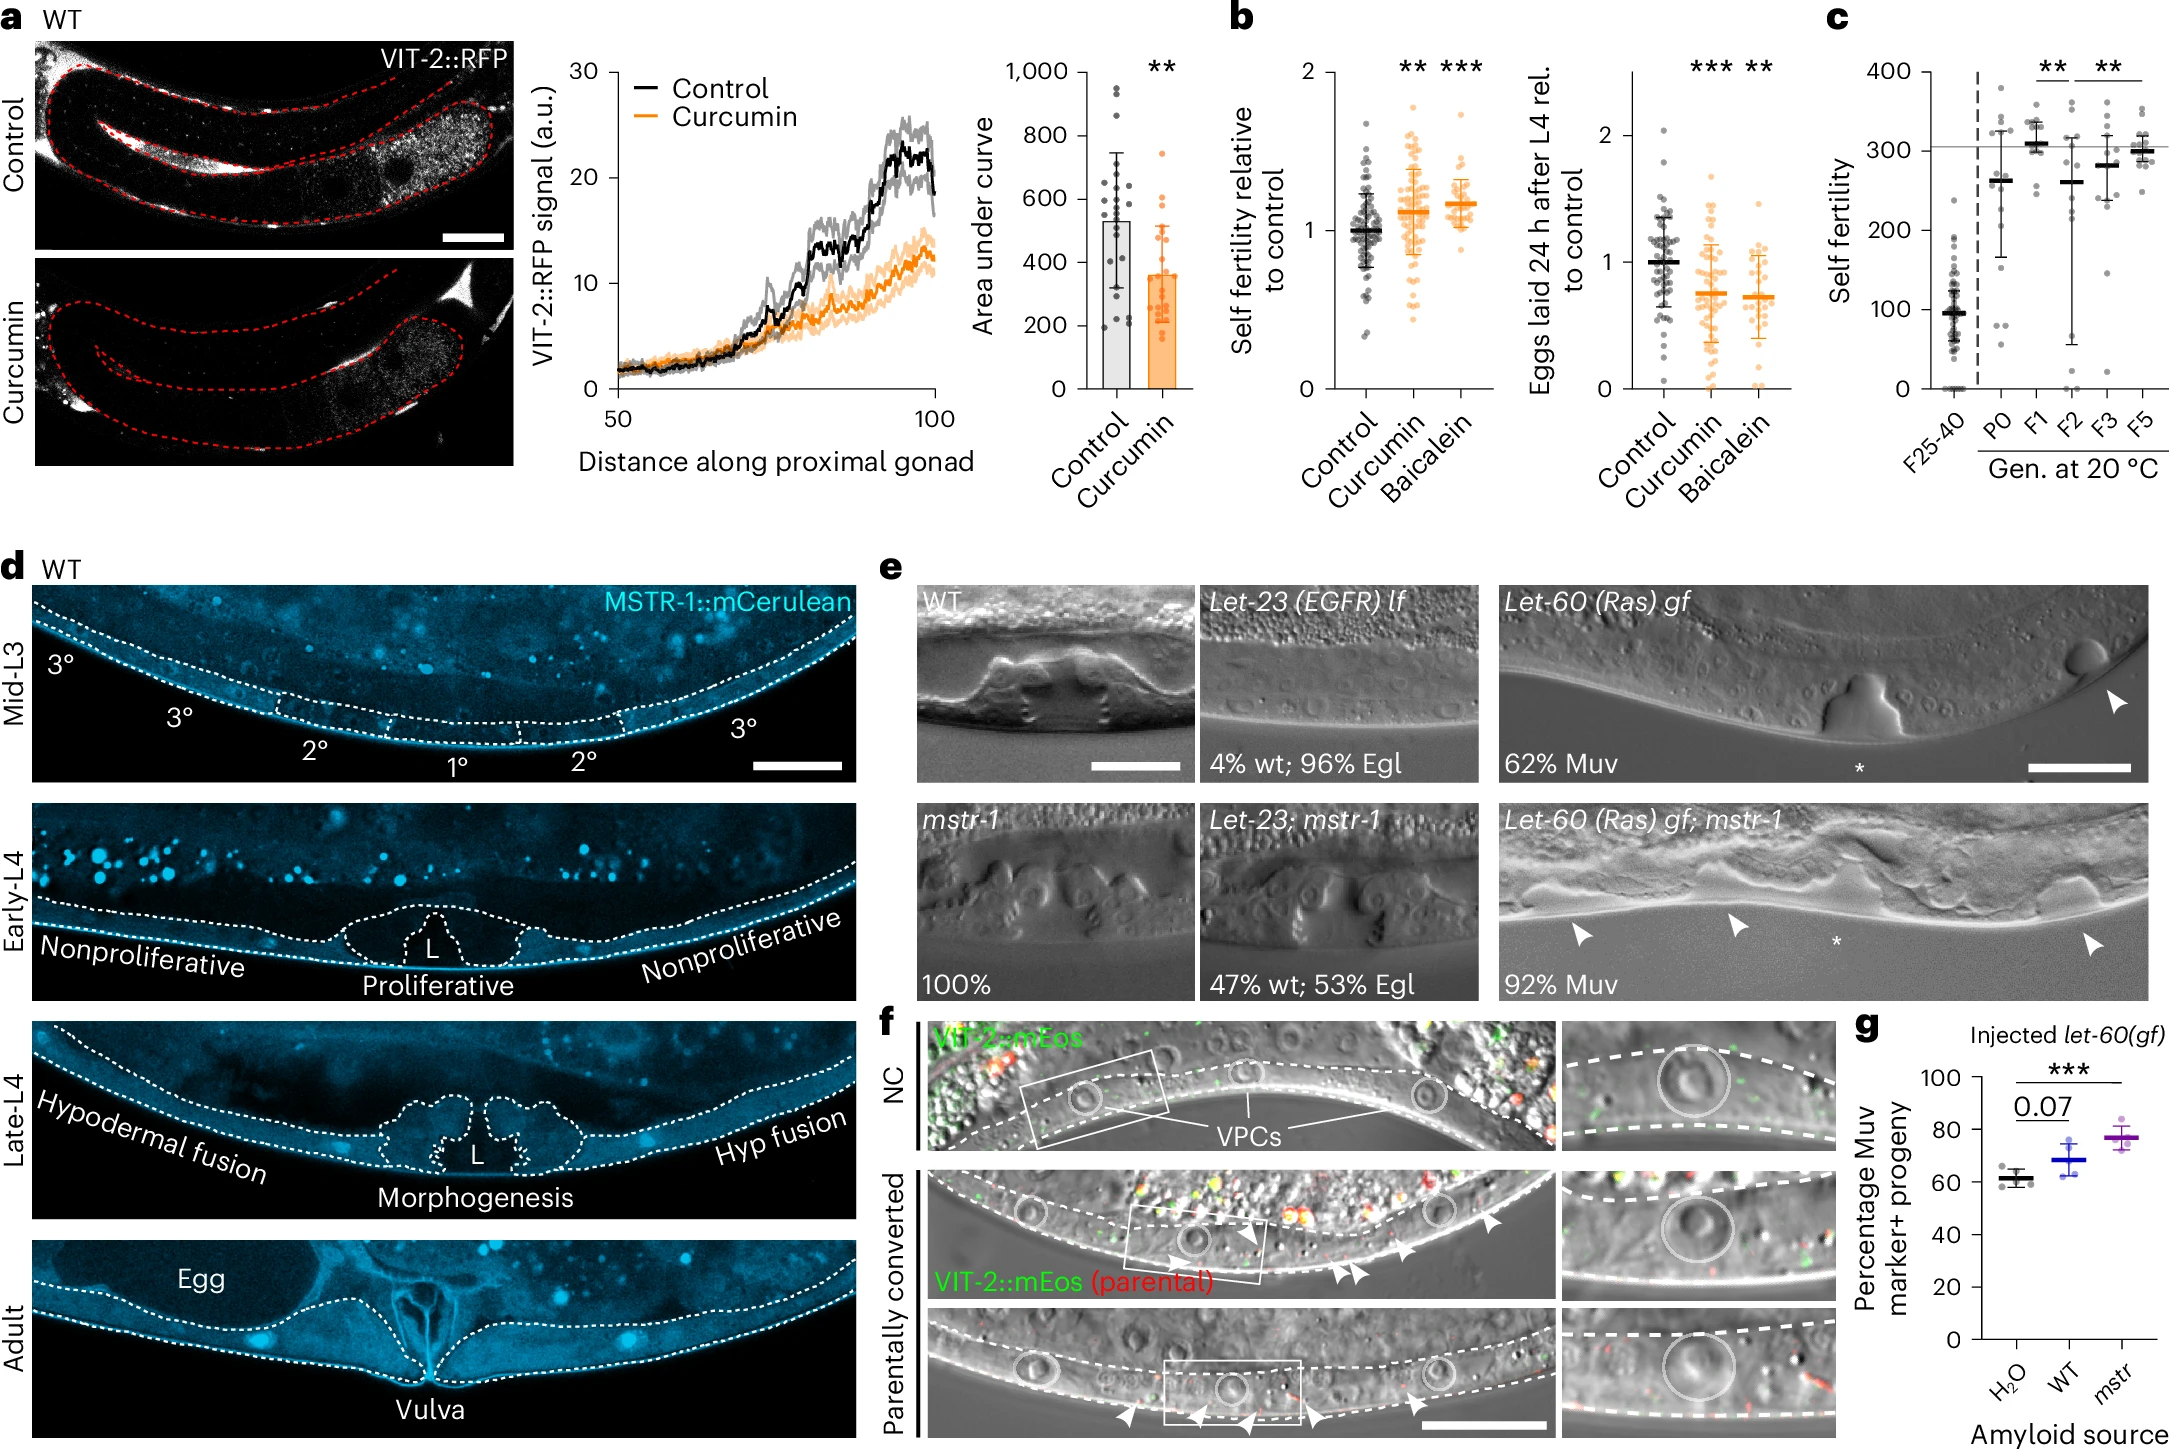 a WT
Control
VIT-2::RFP
Curcumin
VIT-2::RFP signal (a.u.)
30
20
10
0
Control
Curcumin
50 100
Distance along proximal gonad
Area under curve
1,000
800
600
400
200
0
**
Control
Curcumin
b
Self fertility relative
to control
2
1
0
** ***
Control
Curcumin
Baicalein
Eggs laid 24 h after L4 rel.
to control
2
1
0
*** **
Control
Curcumin
Baicalein
c
Self fertility
400
300
200
100
0
** **
F25-40
P0
F1
F2
F3
F5
Gen. at 20 °C
d WT
Mid-L3
MSTR-1::mCerulean
3°
3°
2°
1°
2°
3°
Early-L4
L
Nonproliferative
Proliferative
Nonproliferative
Late-L4
Hypodermal fusion
L
Hyp fusion
Morphogenesis
Adult
Egg
Vulva
e
WT
Let-23 (EGFR) lf
4% wt; 96% Egl
Let-60 (Ras) gf
62% Muv
*
mstr-1
100%
Let-23; mstr-1
47% wt; 53% Egl
Let-60 (Ras) gf; mstr-1
92% Muv
*
f
NC
VIT-2::mEos
VPCs
Parentally converted
VIT-2::mEos (parental)
g
Injected let-60(gf)
Percentage Muv
marker+ progeny
100
80
60
40
20
0
***
0.07
H2O
WT
mstr
Amyloid source